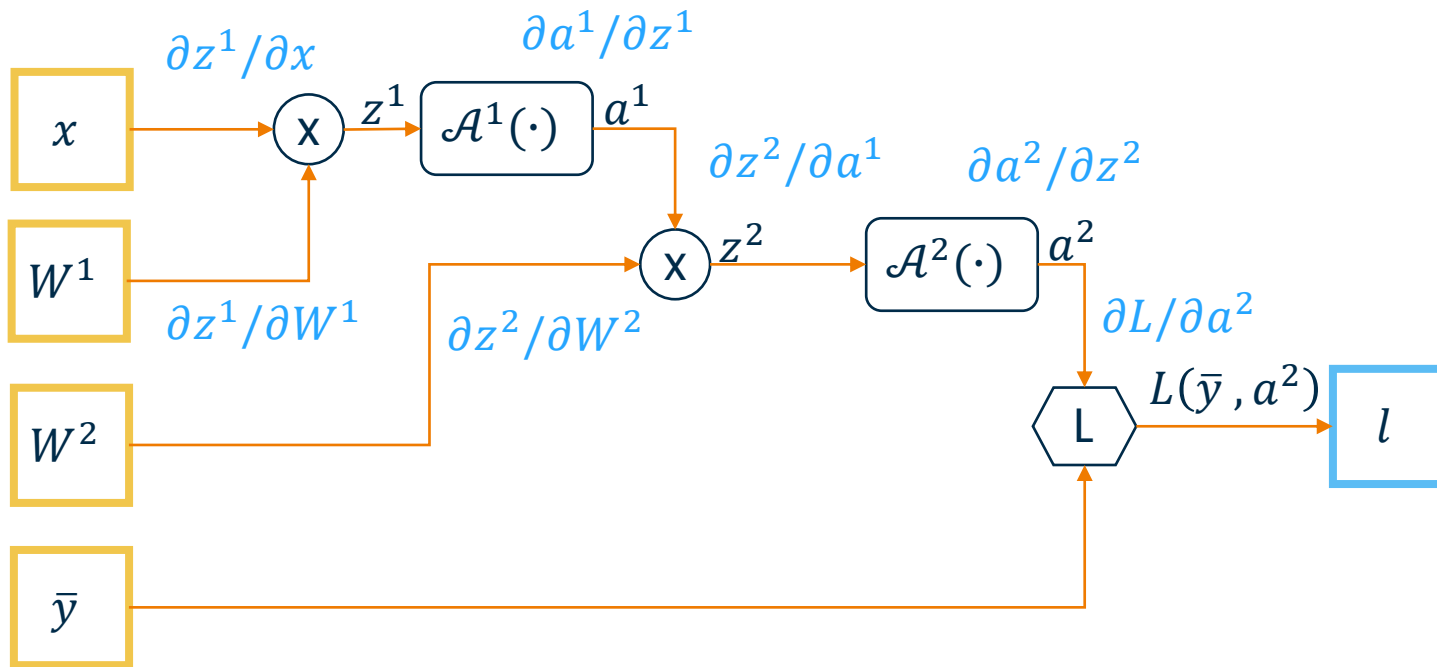 ∂a¹/∂z¹
∂z¹/∂x
x
X
z¹
𝒜¹(·)
a¹
∂z²/∂a¹
∂a²/∂z²
W¹
X
z²
𝒜²(·)
a²
∂z¹/∂W¹
∂z²/∂W²
∂L/∂a²
W²
L
L(ȳ, a²)
l
ȳ